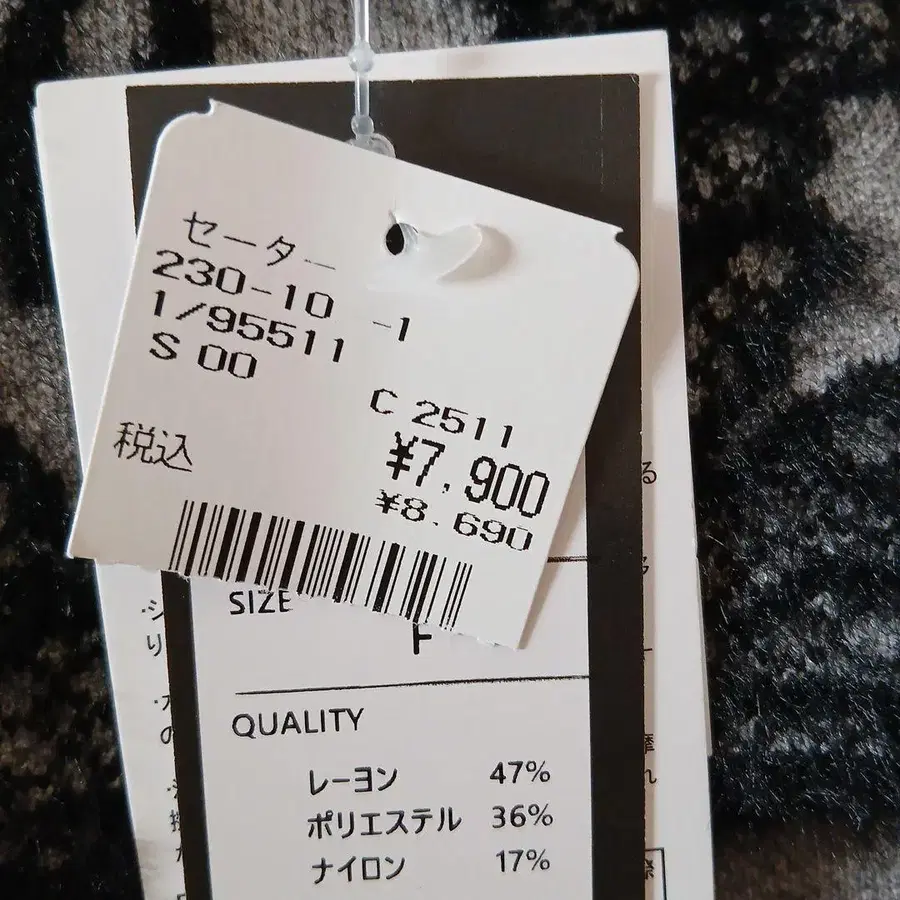 セーター
230-10 -1
1/95511
S 00
C 2511
¥7,900
税込 ¥8.690
SIZE
F
QUALITY
レーヨン 47%
ポリエステル 36%
ナイロン 17%